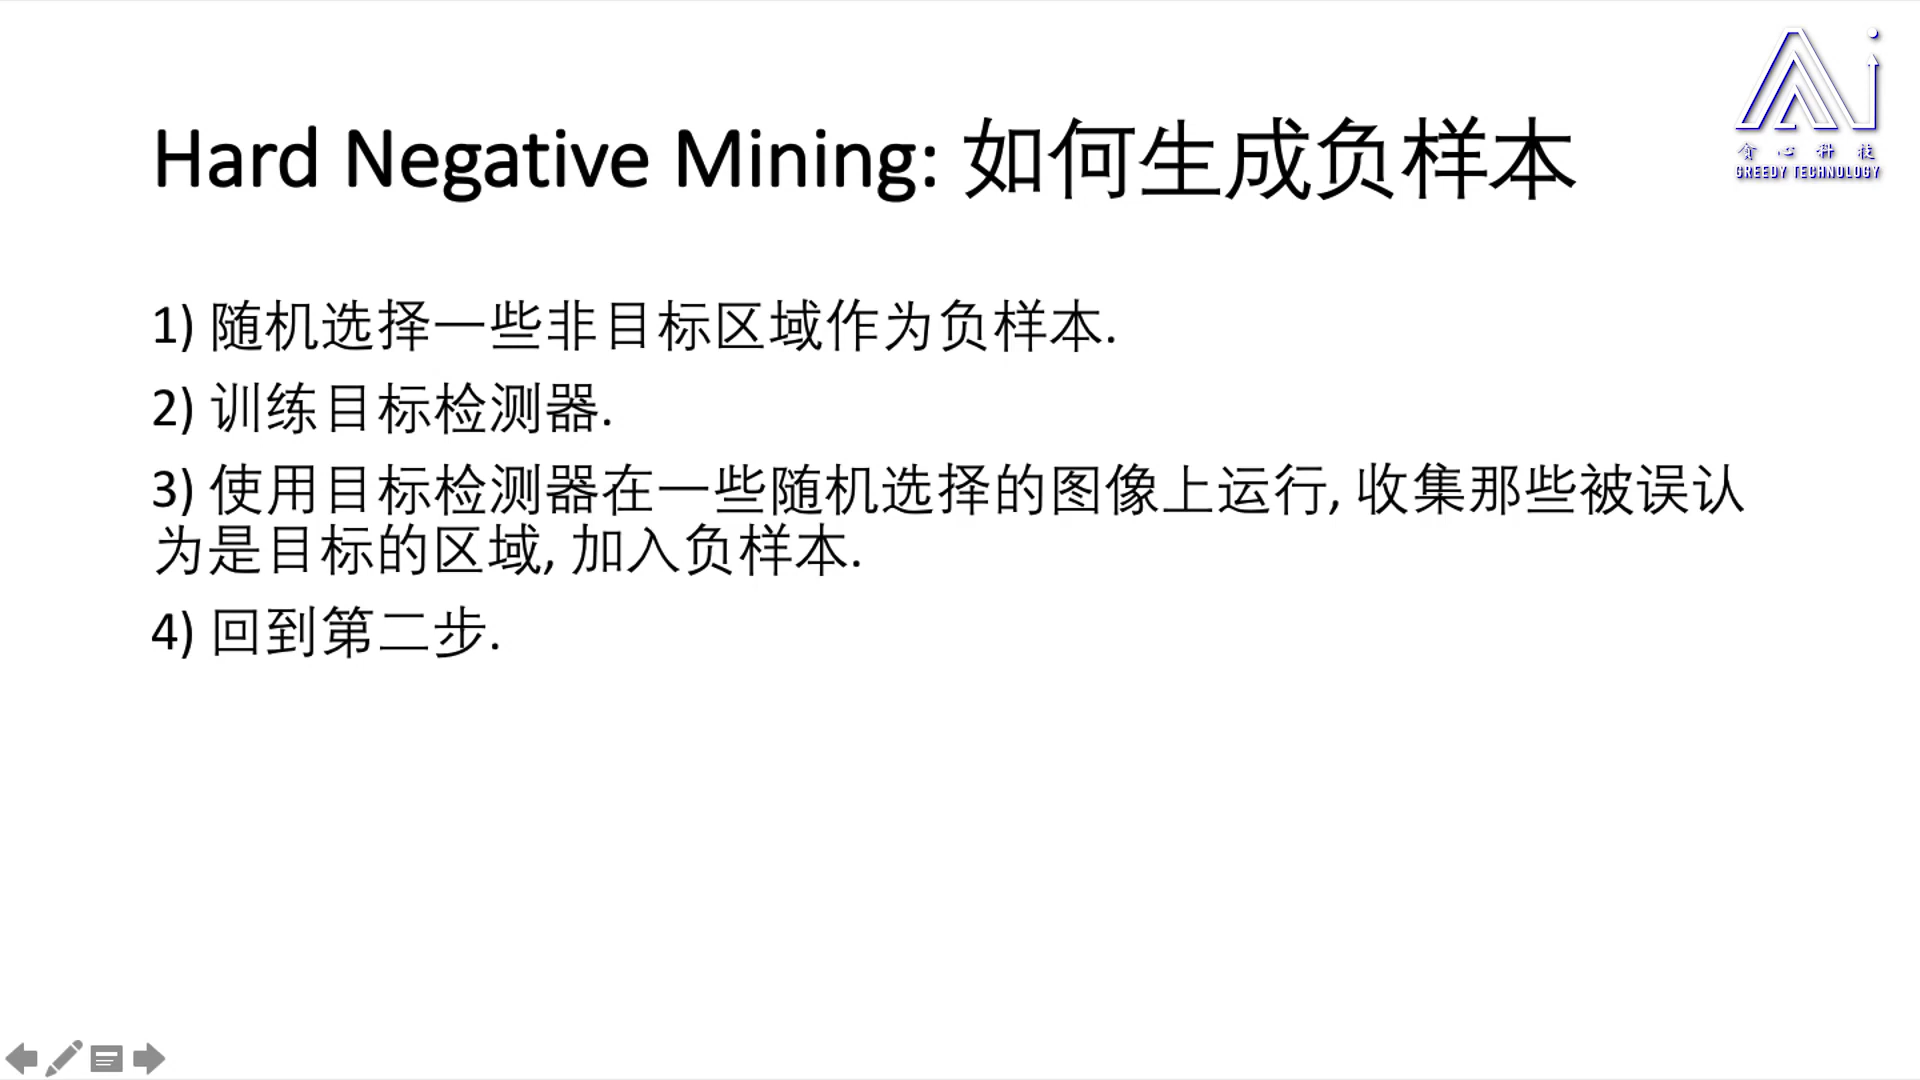 Hard Negative Mining: 如何生成负样本
贪心科技
GREEDY TECHNOLOGY
1) 随机选择一些非目标区域作为负样本.
2) 训练目标检测器.
3) 使用目标检测器在一些随机选择的图像上运行, 收集那些被误认
为是目标的区域, 加入负样本.
4) 回到第二步.